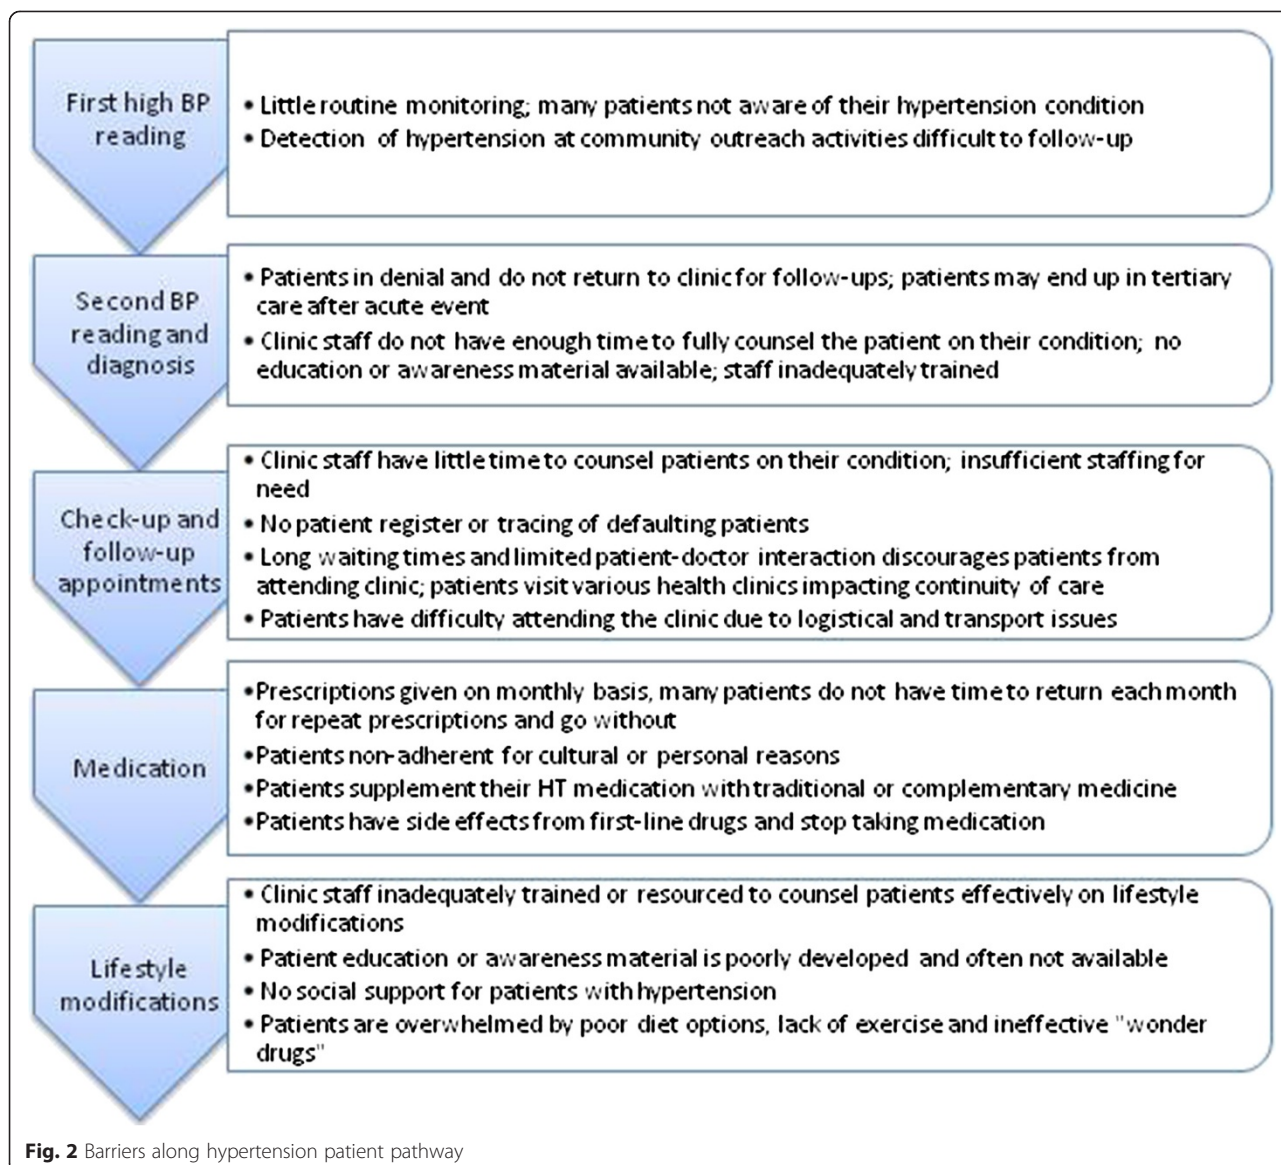 First high BP
reading
• Little routine monitoring; many patients not aware of their hypertension condition
• Detection of hypertension at community outreach activities difficult to follow-up
Second BP
reading and
diagnosis
• Patients in denial and do not return to clinic for follow-ups; patients may end up in tertiary
care after acute event
• Clinic staff do not have enough time to fully counsel the patient on their condition; no
education or awareness material available; staff inadequately trained
Check-up and
follow-up
appointments
• Clinic staff have little time to counsel patients on their condition; insufficient staffing for
need
• No patient register or tracing of defaulting patients
• Long waiting times and limited patient-doctor interaction discourages patients from
attending clinic; patients visit various health clinics impacting continuity of care
• Patients have difficulty attending the clinic due to logistical and transport issues
Medication
•Prescriptions given on monthly basis, many patients do not have time to return each month
for repeat prescriptions and go without
•Patients non-adherent for cultural or personal reasons
•Patients supplement their HT medication with traditional or complementary medicine
•Patients have side effects from first-line drugs and stop taking medication
Lifestyle
modifications
• Clinic staff inadequately trained or resourced to counsel patients effectively on lifestyle
modifications
• Patient education or awareness material is poorly developed and often not available
• No social support for patients with hypertension
• Patients are overwhelmed by poor diet options, lack of exercise and ineffective "wonder
drugs"
Fig. 2 Barriers along hypertension patient pathway